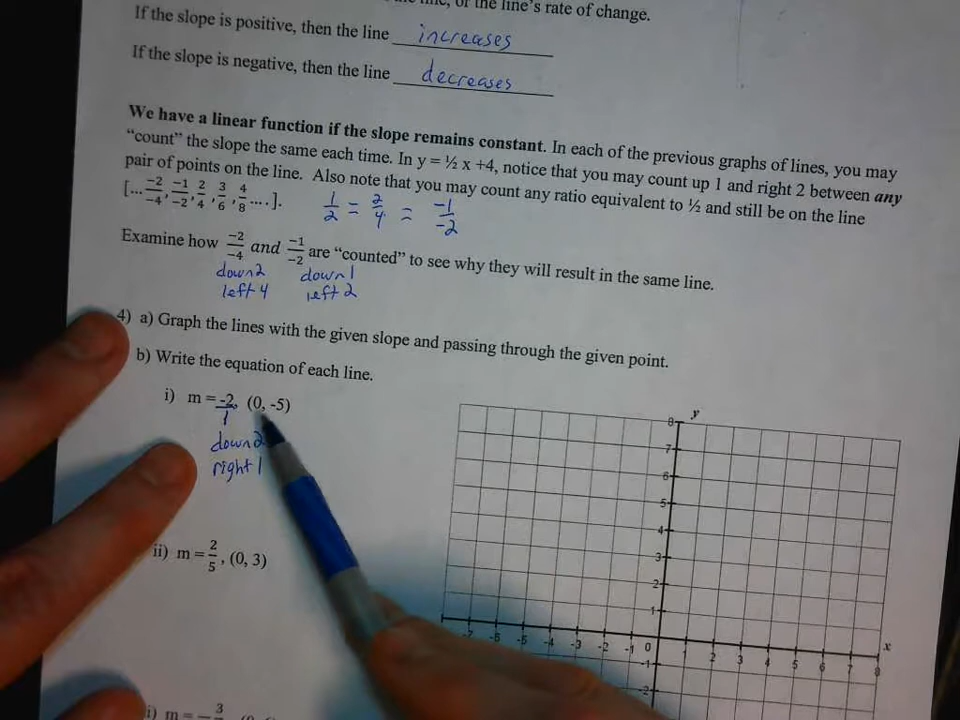 or the line's rate of change.
If the slope is positive, then the line increases
If the slope is negative, then the line decreases
We have a linear function if the slope remains constant. In each of the previous graphs of lines, you may
“count” the slope the same each time. In y = ½ x +4, notice that you may count up 1 and right 2 between any
pair of points on the line. Also note that you may count any ratio equivalent to ½ and still be on the line
[... -2/-4, -1/-2, 2/4, 3/6, 4/8 ....]. 1/2 = 2/4 = -1/-2
Examine how -2/-4 and -1/-2 are “counted” to see why they will result in the same line.
down 2 down 1
left 4 left 2
4) a) Graph the lines with the given slope and passing through the given point.
b) Write the equation of each line.
i) m = -2, (0, -5)
1
down 2
right 1
ii) m = 2/5, (0, 3)
i) m = - 3
y
8
7
6
5
4
3
2
1
-7 -6 -5 -4 -3 -2 -1 0 1 2 3 4 5 6 7 8 x
-1
-2